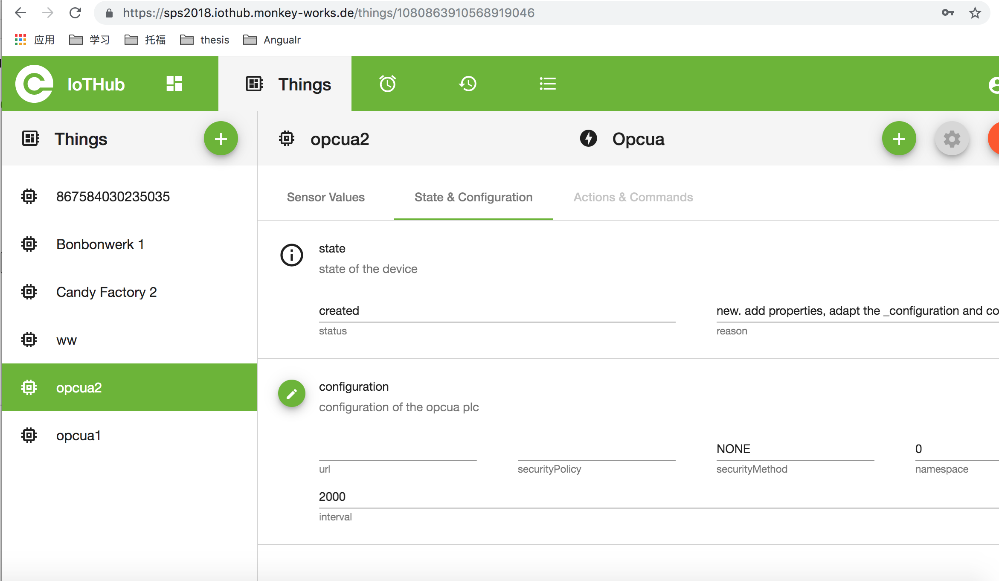 https://sps2018.iothub.monkey-works.de/things/1080863910568919046
应用 学习 托福 thesis Angualr
IoTHub Things
Things
opcua2 Opcua
867584030235035
Bonbonwerk 1
Candy Factory 2
ww
opcua2
opcua1
Sensor Values State & Configuration Actions & Commands
state
state of the device
created new. add properties, adapt the _configuration and co
status reason
configuration
configuration of the opcua plc
NONE 0
url securityPolicy securityMethod namespace
2000
interval